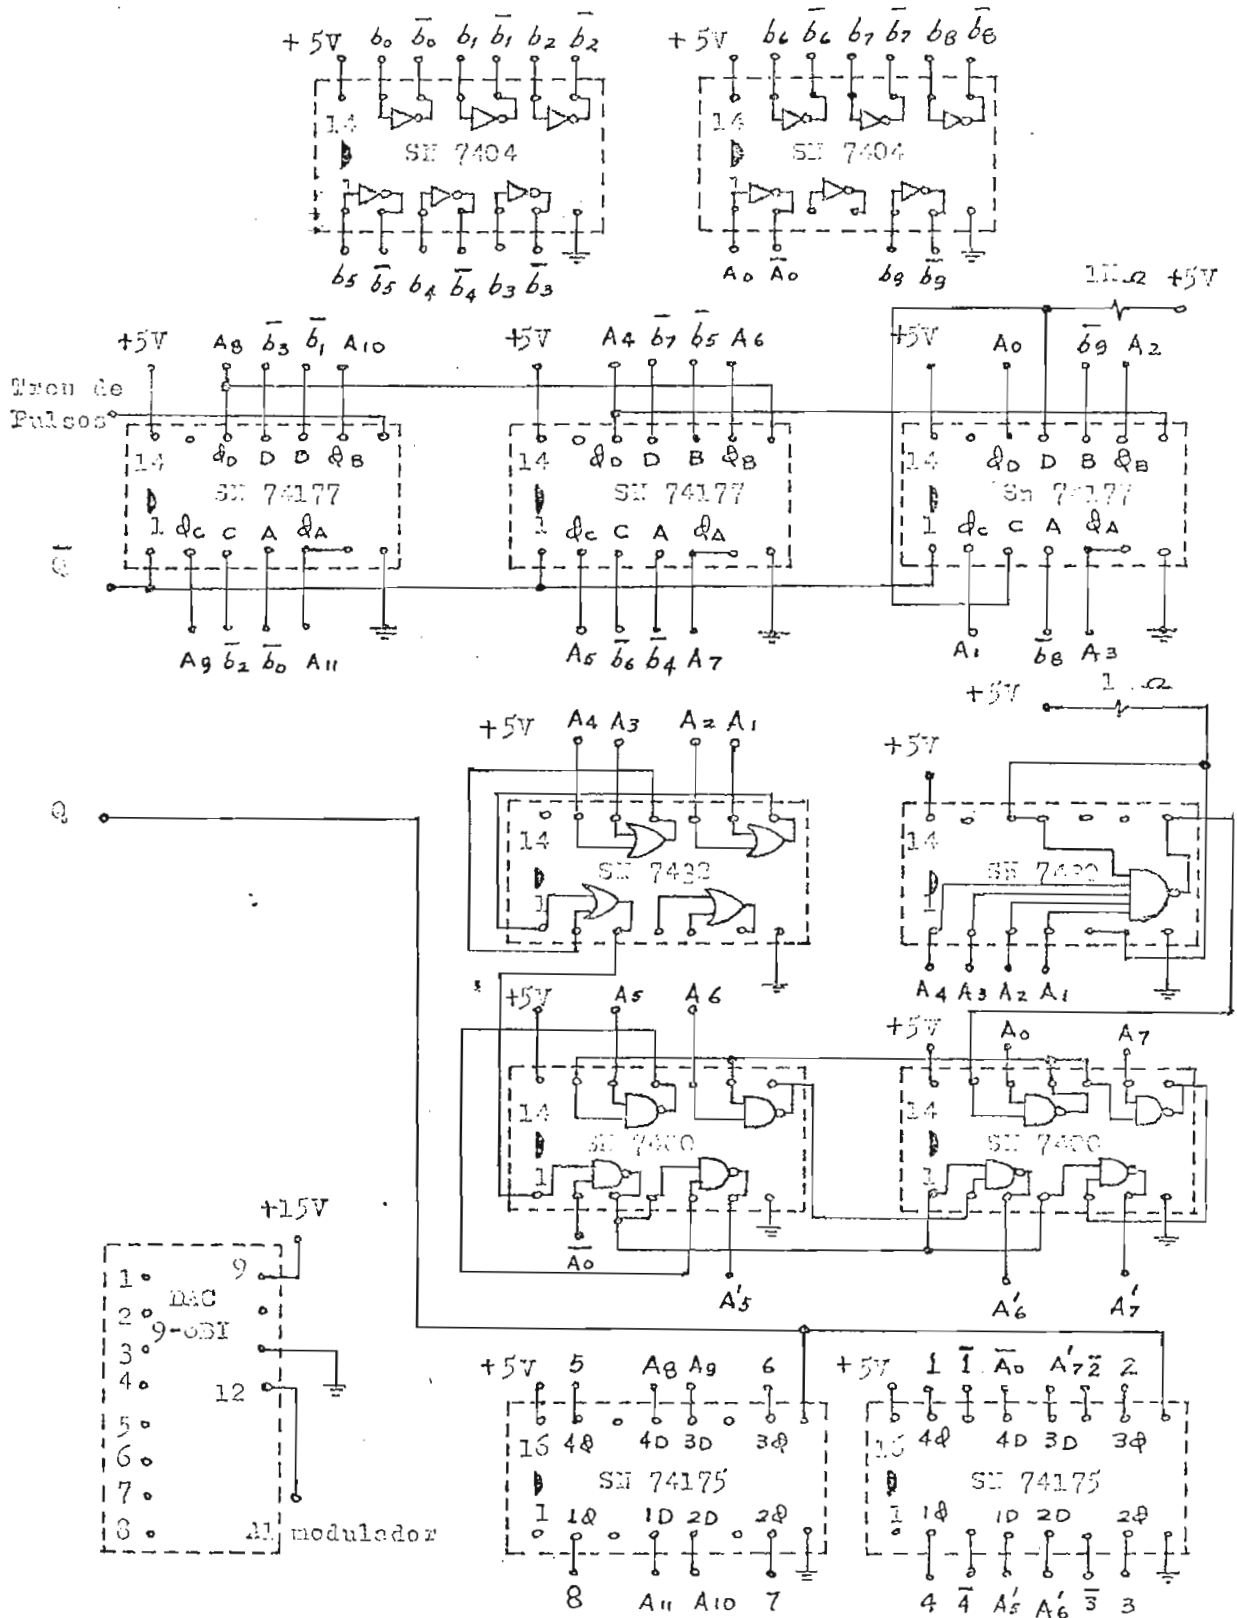 +5V b0 b̅0 b1 b̅1 b2 b̅2
+5V b6 b̅6 b7 b̅7 b8 b̅8
14
SN 7404
1
14
SN 7404
1
b5 b̅5 b4 b̅4 b3 b̅3
A0 A̅0 b9 b̅9
+5V
+5V A8 b̅3 b̅1 A10
+5V A4 b̅7 b̅5 A6
+5V A0 b̅9 A2
Tren de
Pulsos
14 QD D B QB
SN 74177
1 QC C A QA
14 QD D B QB
SN 74177
1 QC C A QA
14 QD D B QB
Sn 74177
1 QC C A QA
Q̅
A9 b̅2 b̅0 A11
A5 b̅6 b̅4 A7
A1 b̅8 A3
+5V 1 Ω
+5V A4 A3 A2 A1
+5V
Q
14
SN 7432
1
14
1
A4 A3 A2 A1
+5V A5 A6
+5V A0 A7
14
SN 7400
1
14
SN 7400
1
A̅0
A'5
A'6 A'7
+15V
1 9
DAC
2
3
4 12
5
6
7
8 Al modulador
+5V 5 A8 A9 6
16 4Q 4D 3D 3Q
SN 74175
1 1Q 1D 2D 2Q
8 A11 A10 7
+5V 1 1̅ A̅0 A'7 2̅ 2
16 4Q 4D 3D 3Q
SN 74175
1 1Q 1D 2D 2Q
4 4̅ A'5 A'6 3̅ 3